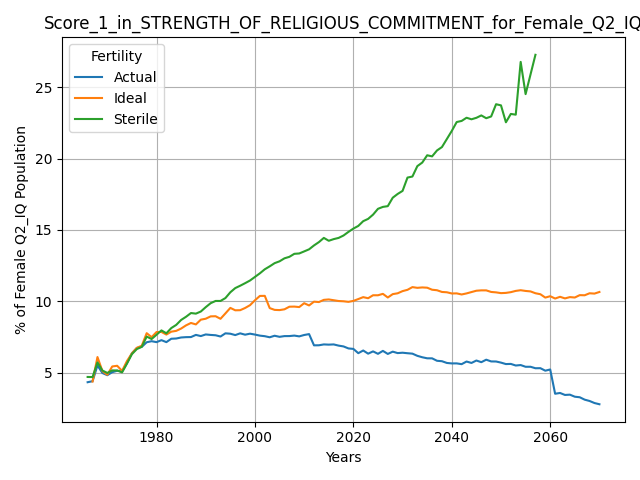 Score_1_in_STRENGTH_OF_RELIGIOUS_COMMITMENT_for_Female_Q2_IQ
Fertility
Actual
Ideal
Sterile
% of Female Q2_IQ Population
25
20
15
10
5
1980 2000 2020 2040 2060
Years